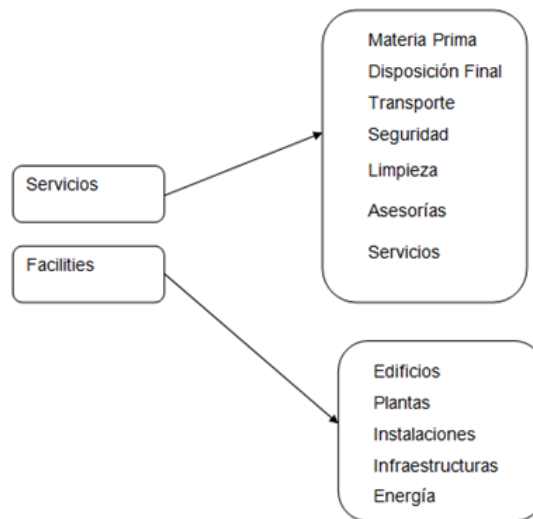 Servicios
Materia Prima
Disposición Final
Transporte
Seguridad
Limpieza
Asesorías
Servicios
Facilities
Edificios
Plantas
Instalaciones
Infraestructuras
Energía